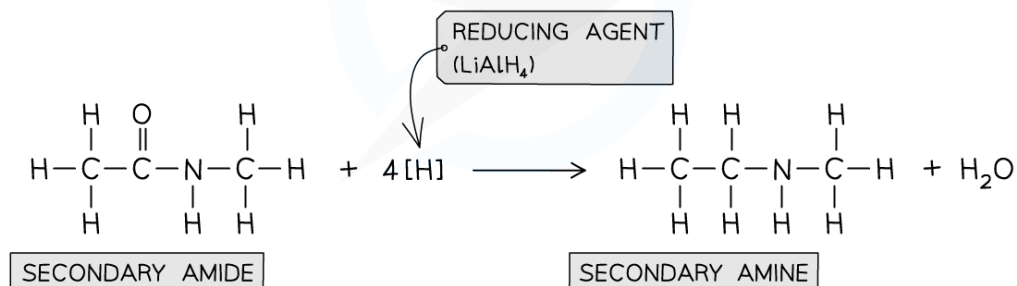 REDUCING AGENT
(LiAlH₄)
H H
H O H
H–C–C–N–C–H + 4[H] → H–C–C–N–C–H + H₂O
H H H
H H H H
SECONDARY AMIDE
SECONDARY AMINE